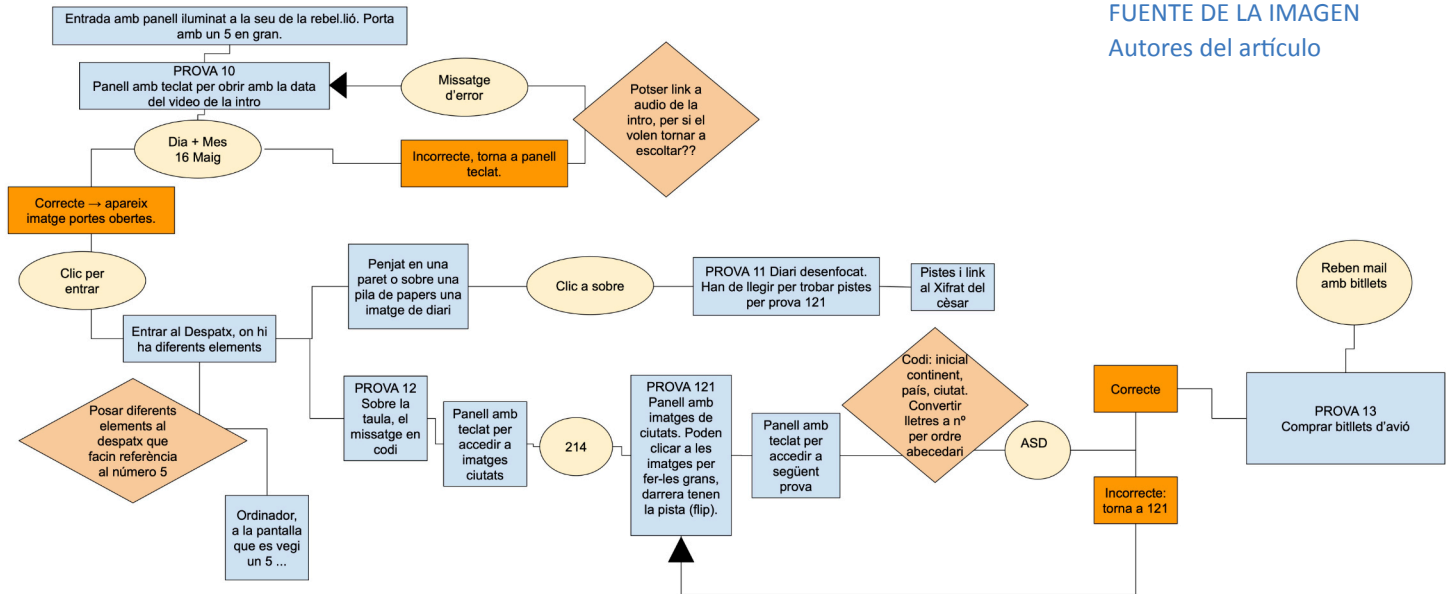 FUENTE DE LA IMAGEN
Autores del artículo
Entrada amb panell iluminat a la seu de la rebel.lió. Porta
amb un 5 en gran.
PROVA 10
Panell amb teclat per obrir amb la data
del video de la intro
Missatge
d'error
Potser link a
audio de la
intro, per si el
volen tornar a
escoltar??
Dia + Mes
16 Maig
Incorrecte, torna a panell
teclat.
Correcte → apareix
imatge portes obertes.
Clic per
entrar
Entrar al Despatx, on hi
ha diferents elements
Penjat en una
paret o sobre una
pila de papers una
imatge de diari
Clic a sobre
PROVA 11 Diari desenfocat.
Han de llegir per trobar pistes
per prova 121
Pistes i link
al Xifrat del
cèsar
Reben mail
amb bitllets
Posar diferents
elements al
despatx que
facin referència
al número 5
Ordinador,
a la pantalla
que es vegi
un 5 ...
PROVA 12
Sobre la
taula, el
missatge en
codi
Panell amb
teclat per
accedir a
imatges
ciutats
214
PROVA 121
Panell amb
imatges de
ciutats. Poden
clicar a les
imatges per
fer-les grans,
darrera tenen
la pista (flip).
Panell amb
teclat per
accedir a
següent
prova
Codi: inicial
continent,
país, ciutat.
Convertir
lletres a nº
per ordre
abecedari
ASD
Correcte
Incorrecte:
torna a 121
PROVA 13
Comprar bitllets d'avió